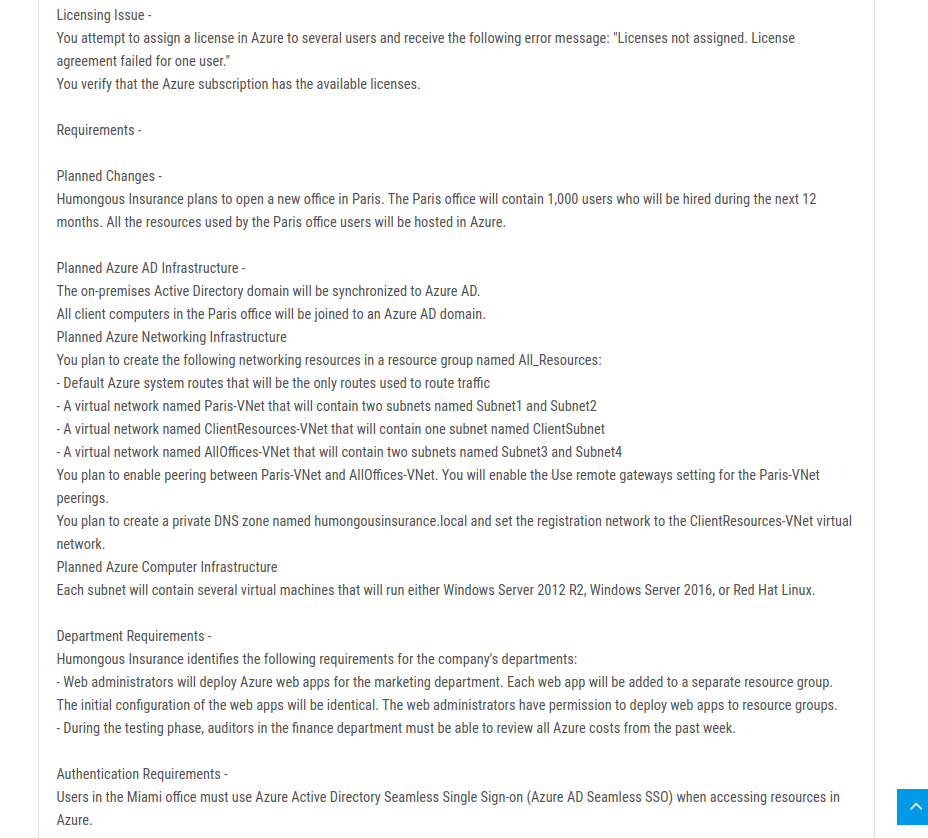 Licensing Issue -
You attempt to assign a license in Azure to several users and receive the following error message: "Licenses not assigned. License
agreement failed for one user."
You verify that the Azure subscription has the available licenses.
Requirements -
Planned Changes -
Humongous Insurance plans to open a new office in Paris. The Paris office will contain 1,000 users who will be hired during the next 12
months. All the resources used by the Paris office users will be hosted in Azure.
Planned Azure AD Infrastructure -
The on-premises Active Directory domain will be synchronized to Azure AD.
All client computers in the Paris office will be joined to an Azure AD domain.
Planned Azure Networking Infrastructure
You plan to create the following networking resources in a resource group named All_Resources:
- Default Azure system routes that will be the only routes used to route traffic
- A virtual network named Paris-VNet that will contain two subnets named Subnet1 and Subnet2
- A virtual network named ClientResources-VNet that will contain one subnet named ClientSubnet
- A virtual network named AllOffices-VNet that will contain two subnets named Subnet3 and Subnet4
You plan to enable peering between Paris-VNet and AllOffices-VNet. You will enable the Use remote gateways setting for the Paris-VNet
peerings.
You plan to create a private DNS zone named humongousinsurance.local and set the registration network to the ClientResources-VNet virtual
network.
Planned Azure Computer Infrastructure
Each subnet will contain several virtual machines that will run either Windows Server 2012 R2, Windows Server 2016, or Red Hat Linux.
Department Requirements -
Humongous Insurance identifies the following requirements for the company's departments:
- Web administrators will deploy Azure web apps for the marketing department. Each web app will be added to a separate resource group.
The initial configuration of the web apps will be identical. The web administrators have permission to deploy web apps to resource groups.
- During the testing phase, auditors in the finance department must be able to review all Azure costs from the past week.
Authentication Requirements -
Users in the Miami office must use Azure Active Directory Seamless Single Sign-on (Azure AD Seamless SSO) when accessing resources in
Azure.